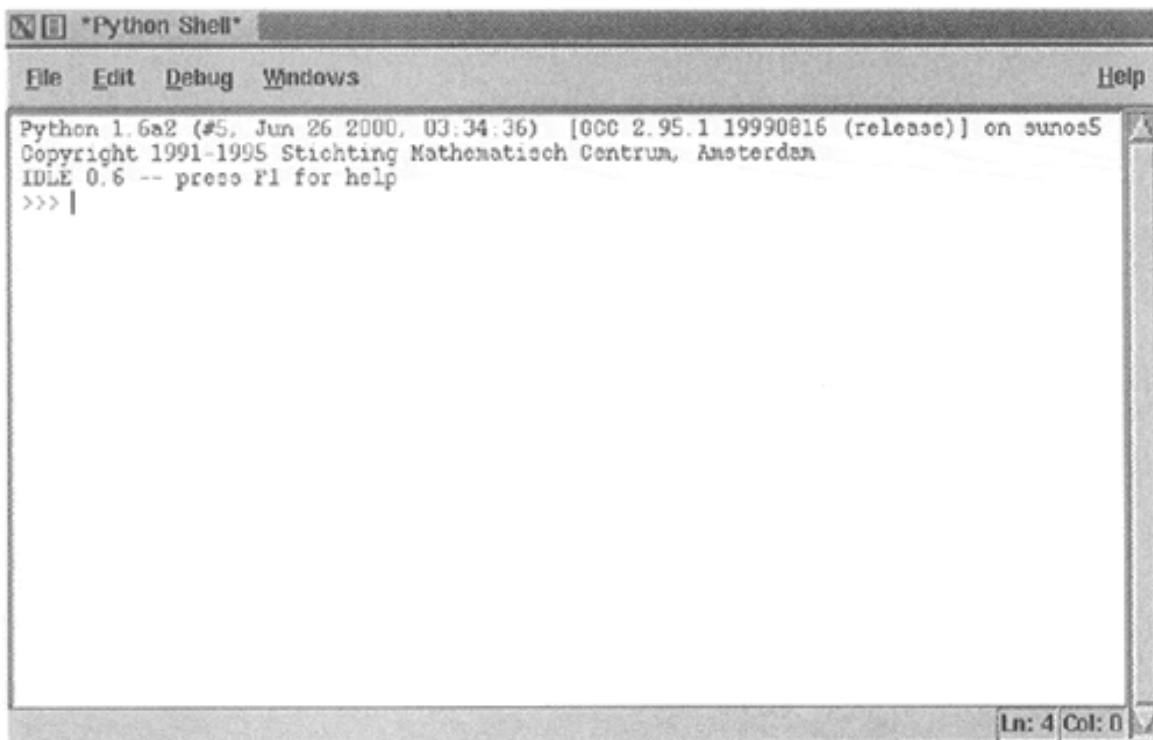 *Python Shell*
File Edit Debug Windows Help
Python 1.6a2 (#5, Jun 26 2000, 03:34:36) [GCC 2.95.1 19990816 (release)] on sunos5
Copyright 1991-1995 Stichting Mathematisch Centrum, Amsterdam
IDLE 0.6 -- press F1 for help
>>>
Ln: 4 Col: 0